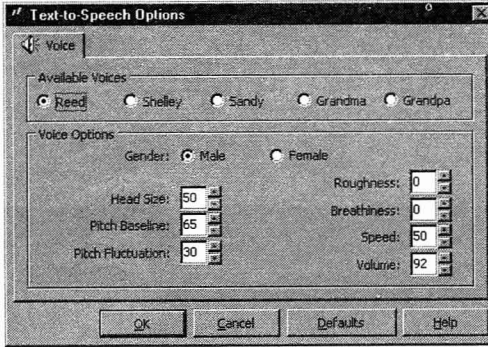 Text-to-Speech Options
Voice
Available Voices
Reed Shelley Sandy Grandma Grandpa
Voice Options
Gender: Male Female
Roughness: 0
Head Size: 50
Breathiness: 0
Pitch Baseline: 65
Speed: 50
Pitch Fluctuation: 30
Volume: 92
OK Cancel Defaults Help